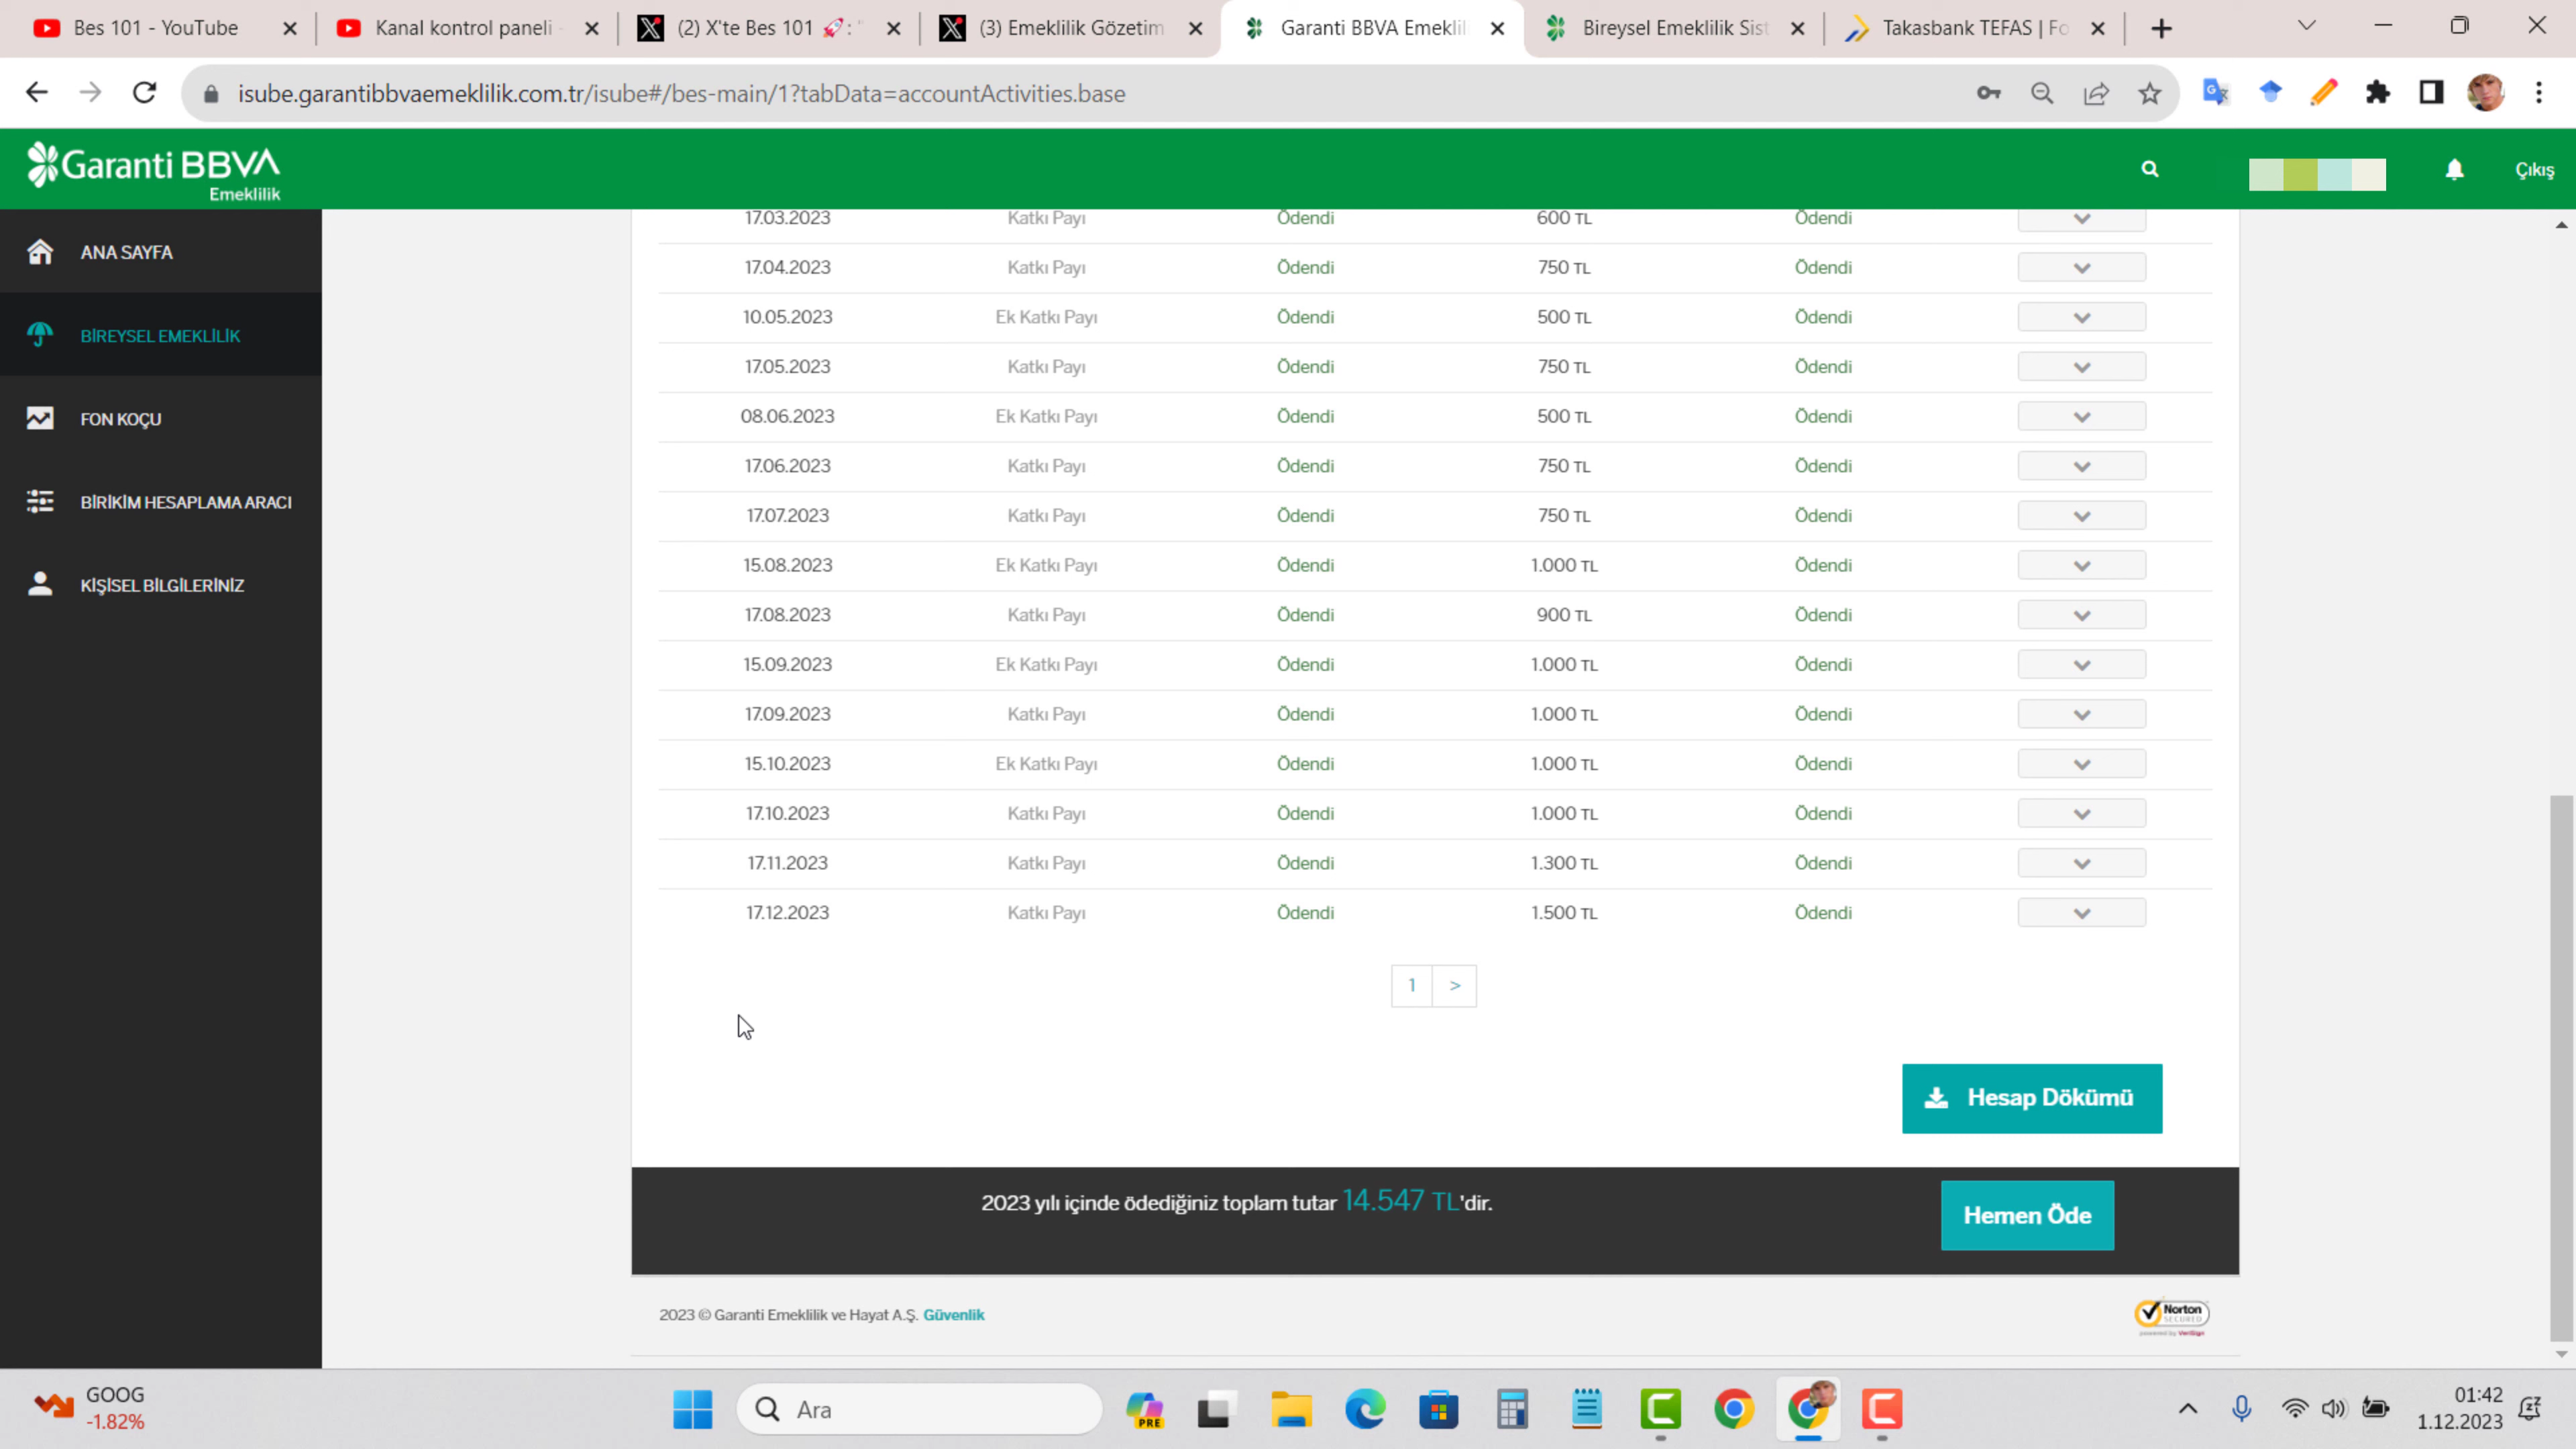 Bes 101 - YouTube
Kanal kontrol paneli -
(2) X'te Bes 101 🚀: "
(3) Emeklilik Gözetim
Garanti BBVA Emeklil
Bireysel Emeklilik Sist
Takasbank TEFAS | Fo
isube.garantibbvaemeklilik.com.tr/isube#/bes-main/1?tabData=accountActivities.base
Garanti BBVA
Emeklilik
Çıkış
ANA SAYFA
BİREYSEL EMEKLİLİK
FON KOÇU
BİRİKİM HESAPLAMA ARACI
KİŞİSEL BİLGİLERİNİZ
17.03.2023 Katkı Payı Ödendi 600 TL Ödendi
17.04.2023 Katkı Payı Ödendi 750 TL Ödendi
10.05.2023 Ek Katkı Payı Ödendi 500 TL Ödendi
17.05.2023 Katkı Payı Ödendi 750 TL Ödendi
08.06.2023 Ek Katkı Payı Ödendi 500 TL Ödendi
17.06.2023 Katkı Payı Ödendi 750 TL Ödendi
17.07.2023 Katkı Payı Ödendi 750 TL Ödendi
15.08.2023 Ek Katkı Payı Ödendi 1.000 TL Ödendi
17.08.2023 Katkı Payı Ödendi 900 TL Ödendi
15.09.2023 Ek Katkı Payı Ödendi 1.000 TL Ödendi
17.09.2023 Katkı Payı Ödendi 1.000 TL Ödendi
15.10.2023 Ek Katkı Payı Ödendi 1.000 TL Ödendi
17.10.2023 Katkı Payı Ödendi 1.000 TL Ödendi
17.11.2023 Katkı Payı Ödendi 1.300 TL Ödendi
17.12.2023 Katkı Payı Ödendi 1.500 TL Ödendi
1 >
Hesap Dökümü
2023 yılı içinde ödediğiniz toplam tutar 14.547 TL'dir.
Hemen Öde
2023 © Garanti Emeklilik ve Hayat A.Ş. Güvenlik
Norton
SECURED
powered by VeriSign
GOOG
-1.82%
Ara
PRE
01:42
1.12.2023